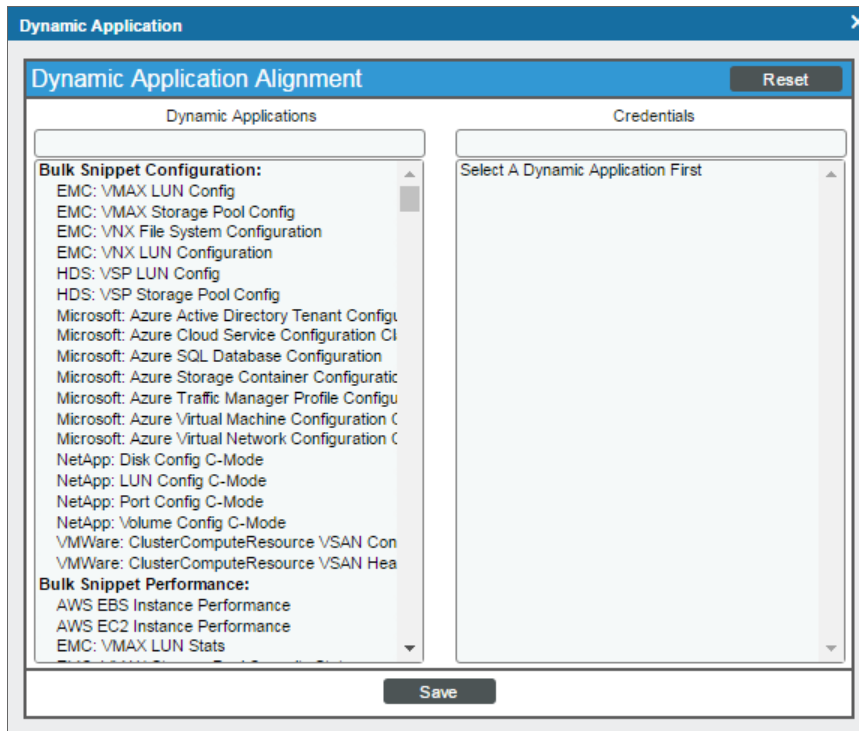 Dynamic Application
Dynamic Application Alignment
Reset
Dynamic Applications
Credentials
Bulk Snippet Configuration:
EMC: VMAX LUN Config
EMC: VMAX Storage Pool Config
EMC: VNX File System Configuration
EMC: VNX LUN Configuration
HDS: VSP LUN Config
HDS: VSP Storage Pool Config
Microsoft: Azure Active Directory Tenant Configu
Microsoft: Azure Cloud Service Configuration Cl
Microsoft: Azure SQL Database Configuration
Microsoft: Azure Storage Container Configuratic
Microsoft: Azure Traffic Manager Profile Configu
Microsoft: Azure Virtual Machine Configuration C
Microsoft: Azure Virtual Network Configuration C
NetApp: Disk Config C-Mode
NetApp: LUN Config C-Mode
NetApp: Port Config C-Mode
NetApp: Volume Config C-Mode
VMWare: ClusterComputeResource VSAN Con
VMWare: ClusterComputeResource VSAN Hea
Bulk Snippet Performance:
AWS EBS Instance Performance
AWS EC2 Instance Performance
EMC: VMAX LUN Stats
Select A Dynamic Application First
Save